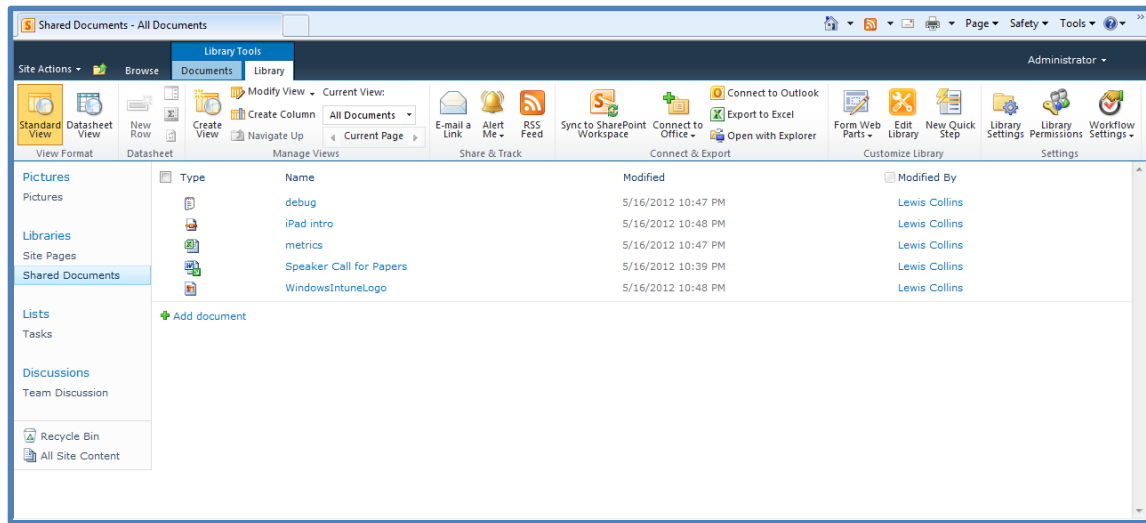 Shared Documents - All Documents
Page Safety Tools
Library Tools
Site Actions Browse Documents Library Administrator
Standard View
Datasheet View
New Row
Create View
Modify View
Create Column
Navigate Up
Current View:
All Documents
Current Page
E-mail a Link
Alert Me
RSS Feed
Sync to SharePoint Workspace
Connect to Office
Connect to Outlook
Export to Excel
Open with Explorer
Form Web Parts
Edit Library
New Quick Step
Library Settings
Library Permissions
Workflow Settings
View Format Datasheet Manage Views Share & Track Connect & Export Customize Library Settings
Pictures
Pictures
Libraries
Site Pages
Shared Documents
Lists
Tasks
Discussions
Team Discussion
Recycle Bin
All Site Content
Type Name Modified Modified By
debug 5/16/2012 10:47 PM Lewis Collins
iPad intro 5/16/2012 10:48 PM Lewis Collins
metrics 5/16/2012 10:47 PM Lewis Collins
Speaker Call for Papers 5/16/2012 10:39 PM Lewis Collins
WindowsIntuneLogo 5/16/2012 10:48 PM Lewis Collins
Add document